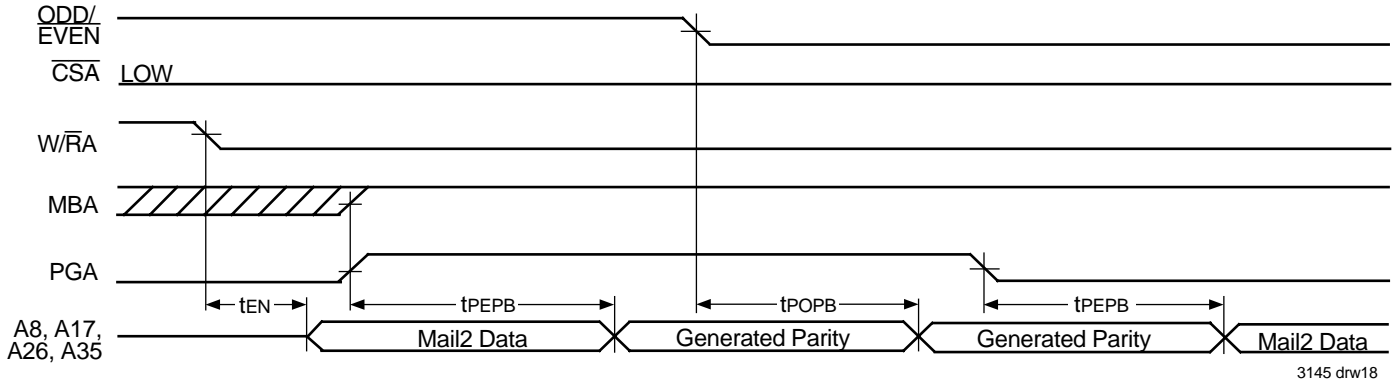 ODD/
EVEN
CSA LOW
W/RA
MBA
PGA
tEN tPEPB tPOPB tPEPB
A8, A17,
A26, A35
Mail2 Data Generated Parity Generated Parity Mail2 Data
3145 drw18